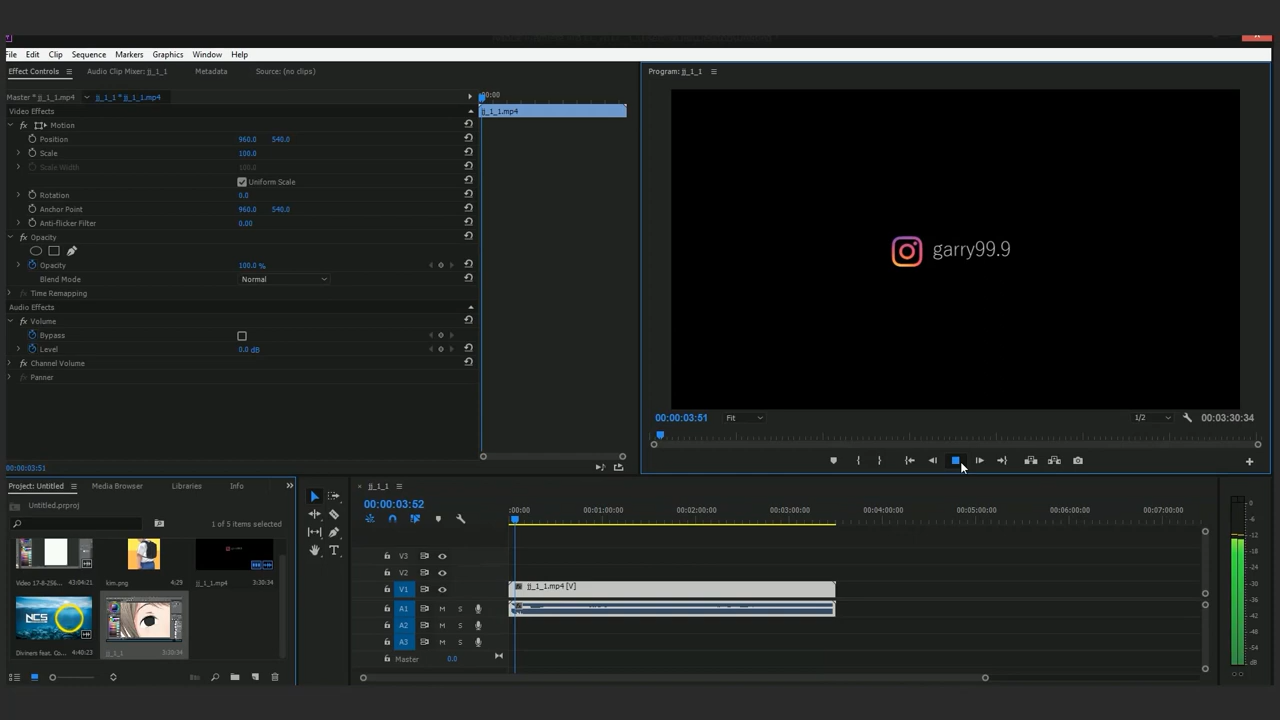 File Edit Clip Sequence Markers Graphics Window Help
Effect Controls Audio Clip Mixer: jj_1_1 Metadata Source: (no clips)
Program: jj_1_1
Master * jj_1_1.mp4 jj_1_1 * jj_1_1.mp4
:00:00
Video Effects
jj_1_1.mp4
fx Motion
Position 960.0 540.0
Scale 100.0
Scale Width 100.0
Uniform Scale
Rotation 0.0
Anchor Point 960.0 540.0
Anti-flicker Filter 0.00
fx Opacity
Opacity 100.0 %
Blend Mode Normal
fx Time Remapping
Audio Effects
fx Volume
Bypass
Level 0.0 dB
fx Channel Volume
fx Panner
garry99.9
00:00:03:51 Fit 1/2 00:03:30:34
00:00:03:51
Project: Untitled Media Browser Libraries Info
Untitled.prproj
1 of 5 items selected
Video 17-8-256... 43:04:21
kim.png 4:29
jj_1_1.mp4 3:30:34
NCS
Diviners feat. Co... 4:40:23
jj_1_1 3:30:34
jj_1_1
00:00:03:52
:00:00 00:01:00:00 00:02:00:00 00:03:00:00 00:04:00:00 00:05:00:00 00:06:00:00 00:07:00:00
V3
V2
V1 jj_1_1.mp4 [V]
A1 M S
A2 M S
A3 M S
Master 0.0
0
-6
-12
-18
-24
-30
-36
-42
-48
-54
dB